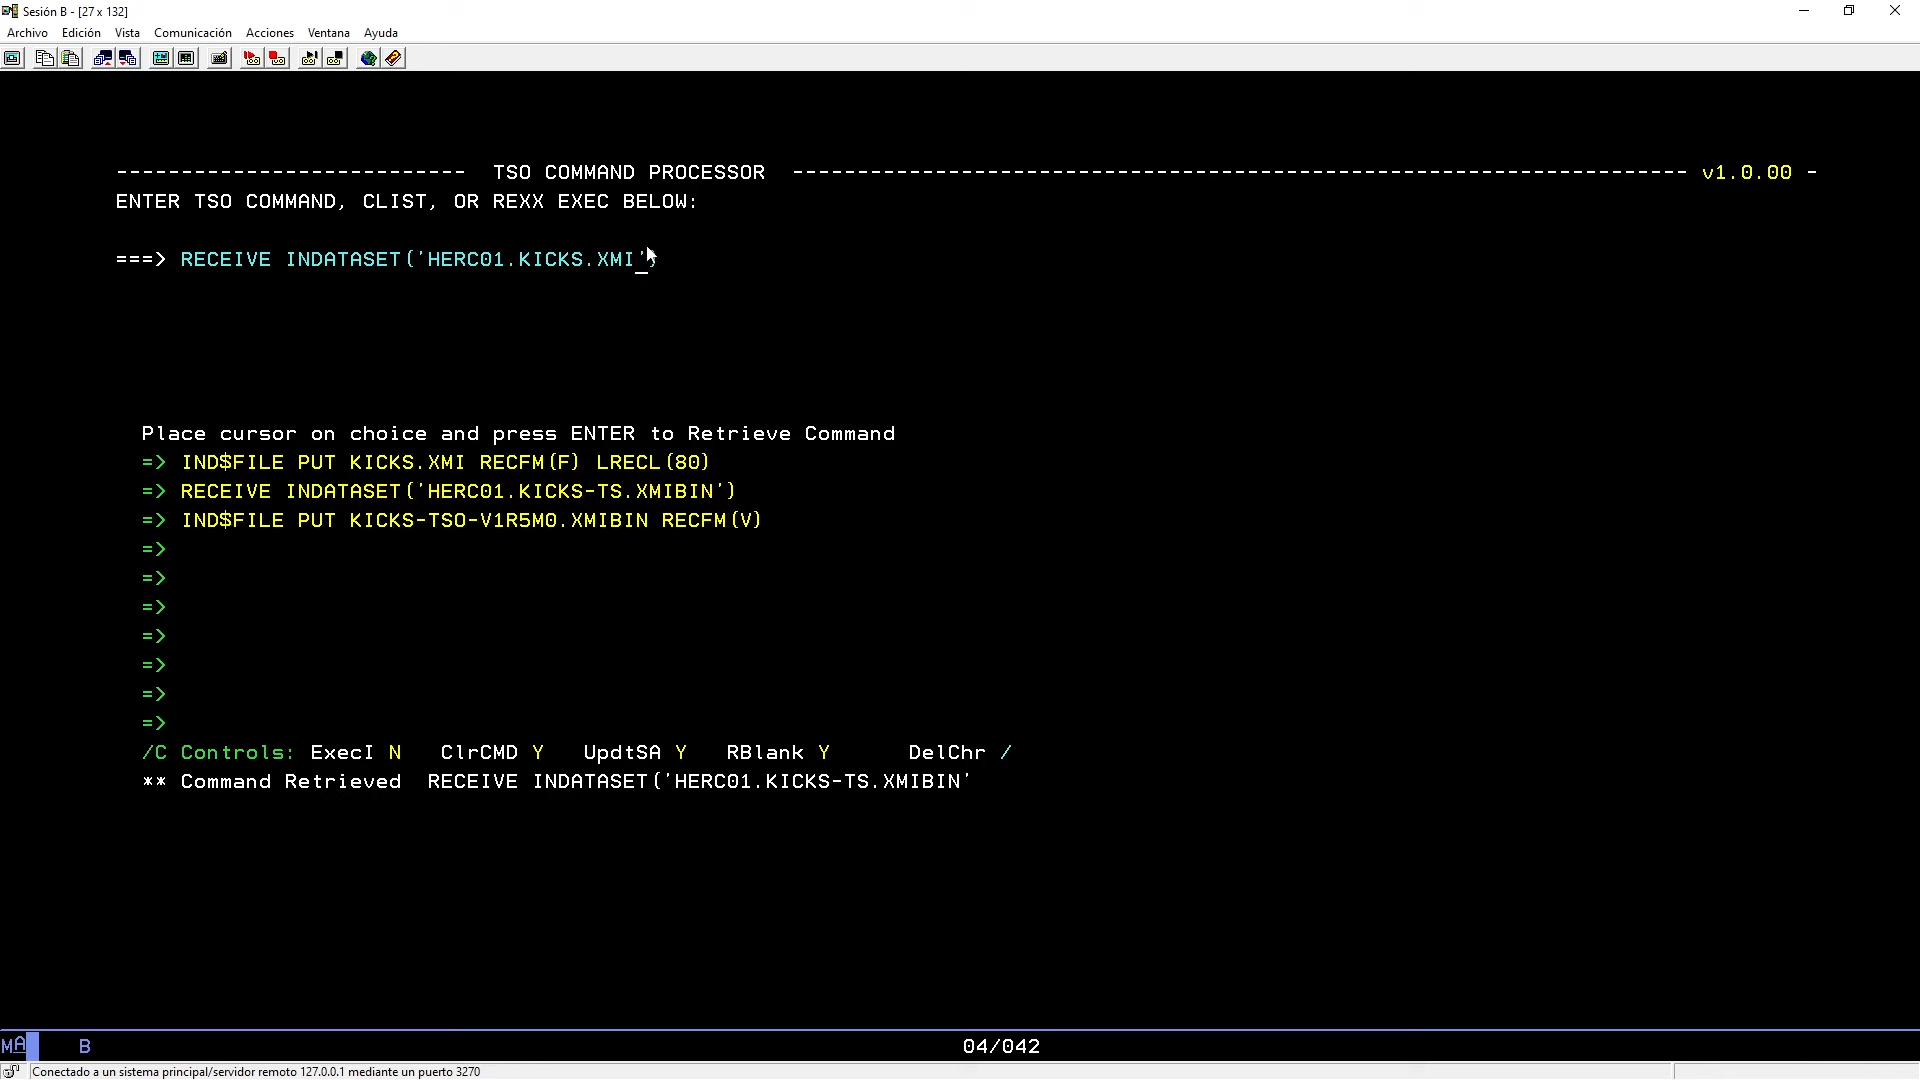 Sesión B - [27 x 132]
Archivo Edición Vista Comunicación Acciones Ventana Ayuda
--------------------------- TSO COMMAND PROCESSOR --------------------------------------------------------------------- v1.0.00 -
ENTER TSO COMMAND, CLIST, OR REXX EXEC BELOW:
===> RECEIVE INDATASET('HERC01.KICKS.XMI')
Place cursor on choice and press ENTER to Retrieve Command
=> IND$FILE PUT KICKS.XMI RECFM(F) LRECL(80)
=> RECEIVE INDATASET('HERC01.KICKS-TS.XMIBIN')
=> IND$FILE PUT KICKS-TSO-V1R5M0.XMIBIN RECFM(V)
=>
=>
=>
=>
=>
=>
=>
/C Controls: ExecI N ClrCMD Y UpdtSA Y RBlank Y DelChr /
** Command Retrieved RECEIVE INDATASET('HERC01.KICKS-TS.XMIBIN'
MA B 04/042
Conectado a un sistema principal/servidor remoto 127.0.0.1 mediante un puerto 3270